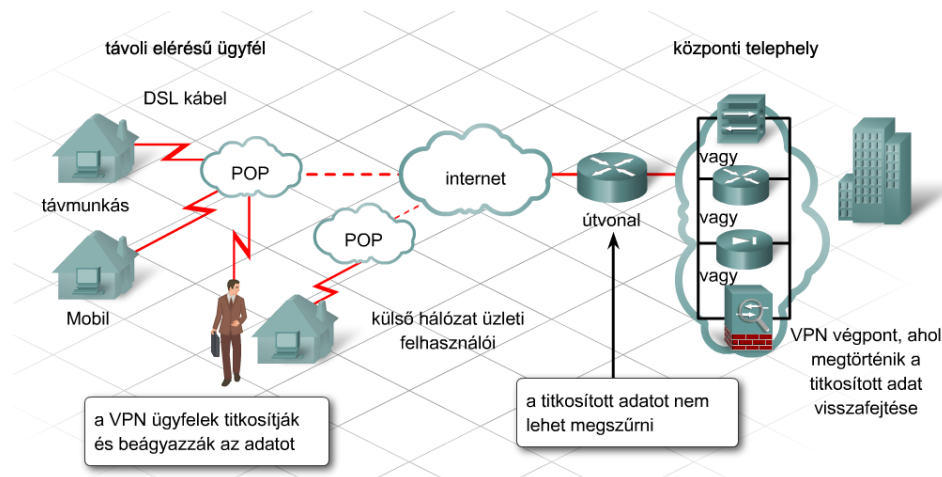 távoli elérésű ügyfél
központi telephely
DSL kábel
POP
internet
vagy
vagy
vagy
távmunkás
POP
útvonal
Mobil
külső hálózat üzleti
felhasználói
VPN végpont, ahol
megtörténik a
titkosított adat
visszafejtése
a VPN ügyfelek titkosítják
és beágyazzák az adatot
a titkosított adatot nem
lehet megszűrni